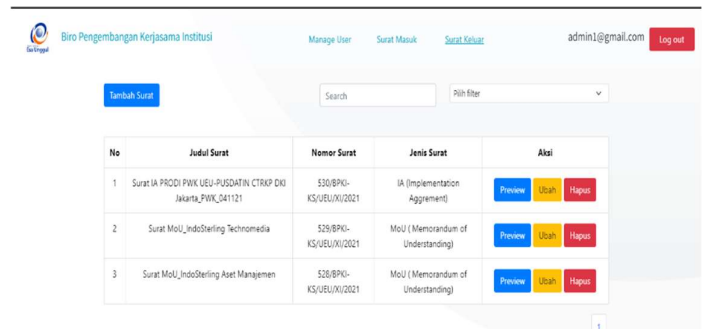 Esa Unggul
Biro Pengembangan Kerjasama Institusi Manage User Surat Masuk Surat Keluar admin1@gmail.com Log out
Tambah Surat Search Pilih filter
No Judul Surat Nomor Surat Jenis Surat Aksi
1 Surat IA PRODI PWK UEU-PUSDATIN CTRKP DKI 530/BPKI- IA (Implementation Preview Ubah Hapus
Jakarta_PWK_041121 KS/UEU/XI/2021 Aggrement)
2 Surat MoU_IndoSterling Technomedia 529/BPKI- MoU ( Memorandum of Preview Ubah Hapus
KS/UEU/XI/2021 Understanding)
3 Surat MoU_IndoSterling Aset Manajemen 528/BPKI- MoU ( Memorandum of Preview Ubah Hapus
KS/UEU/XI/2021 Understanding)
1